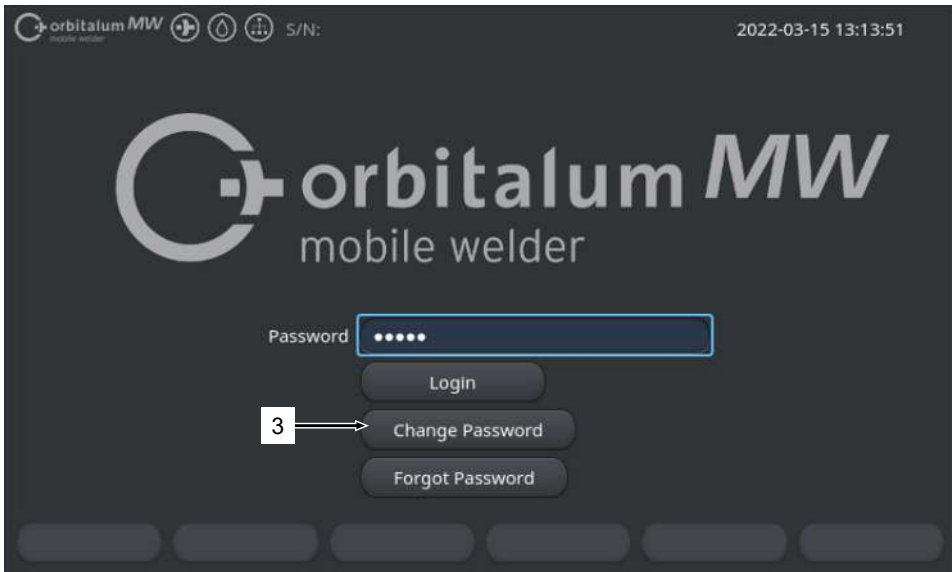 orbitalum MW S/N: 2022-03-15 13:13:51
mobile welder
orbitalum MW
mobile welder
Password •••••
Login
3 Change Password
Forgot Password